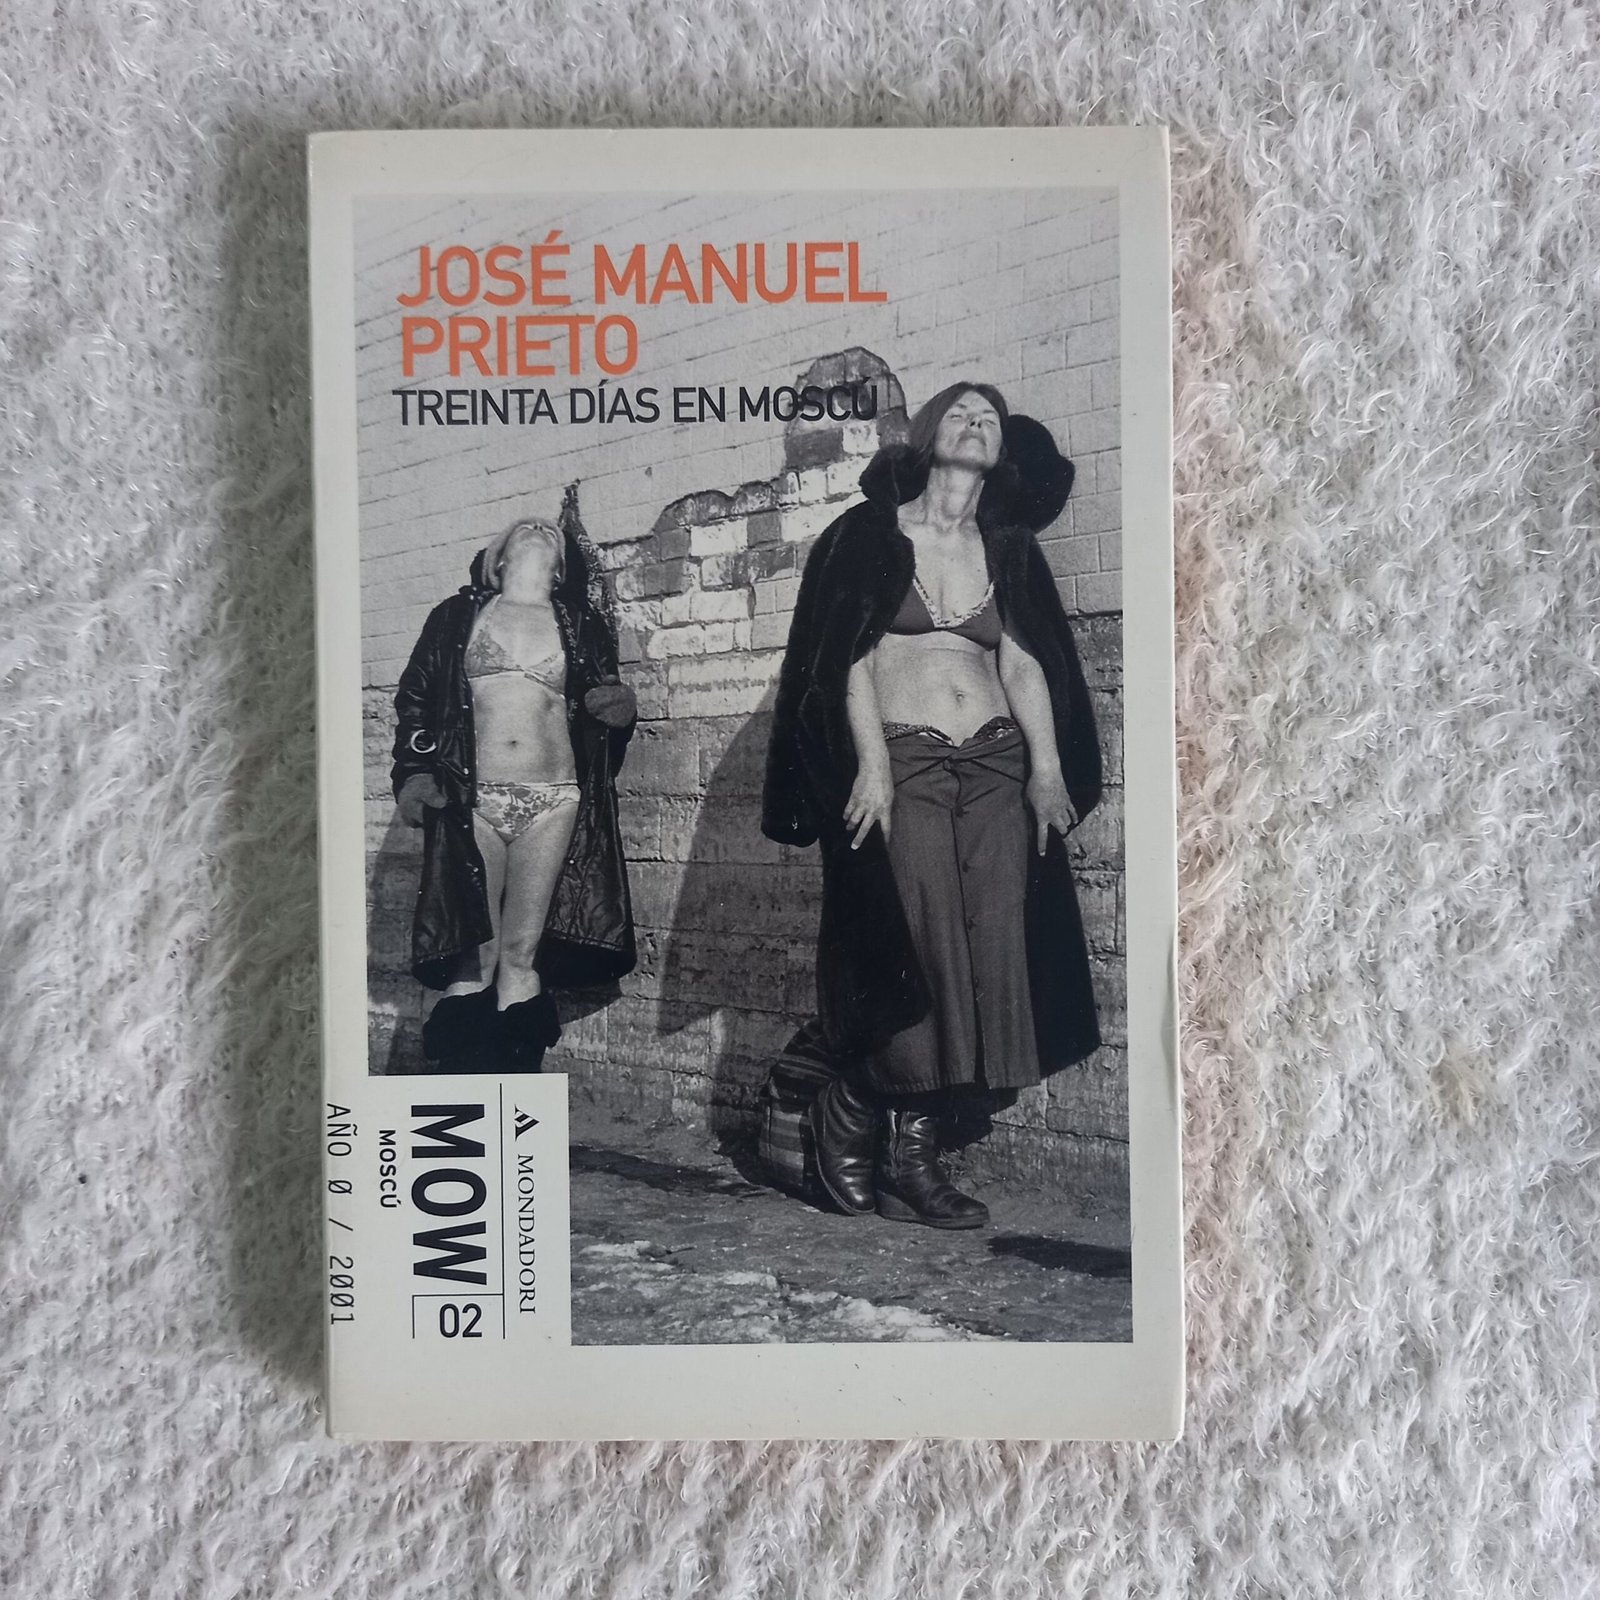 JOSÉ MANUEL
PRIETO
TREINTA DÍAS EN MOSCÚ
MONDADORI
MOW 02
MOSCÚ
AÑO 0 / 2001